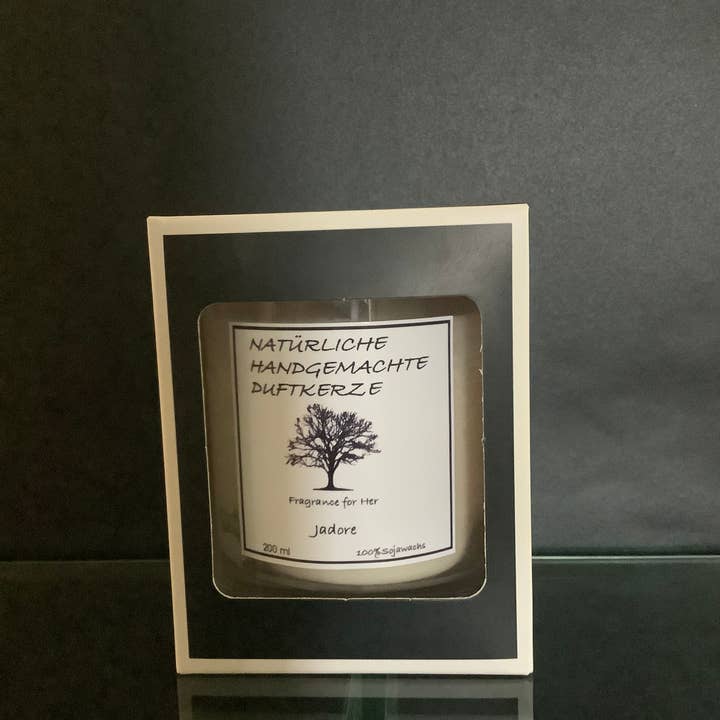 NATÜRLICHE
HANDGEMACHTE
DUFTKERZE
Fragrance for Her
Jadore
200 ml 100% Sojawachs